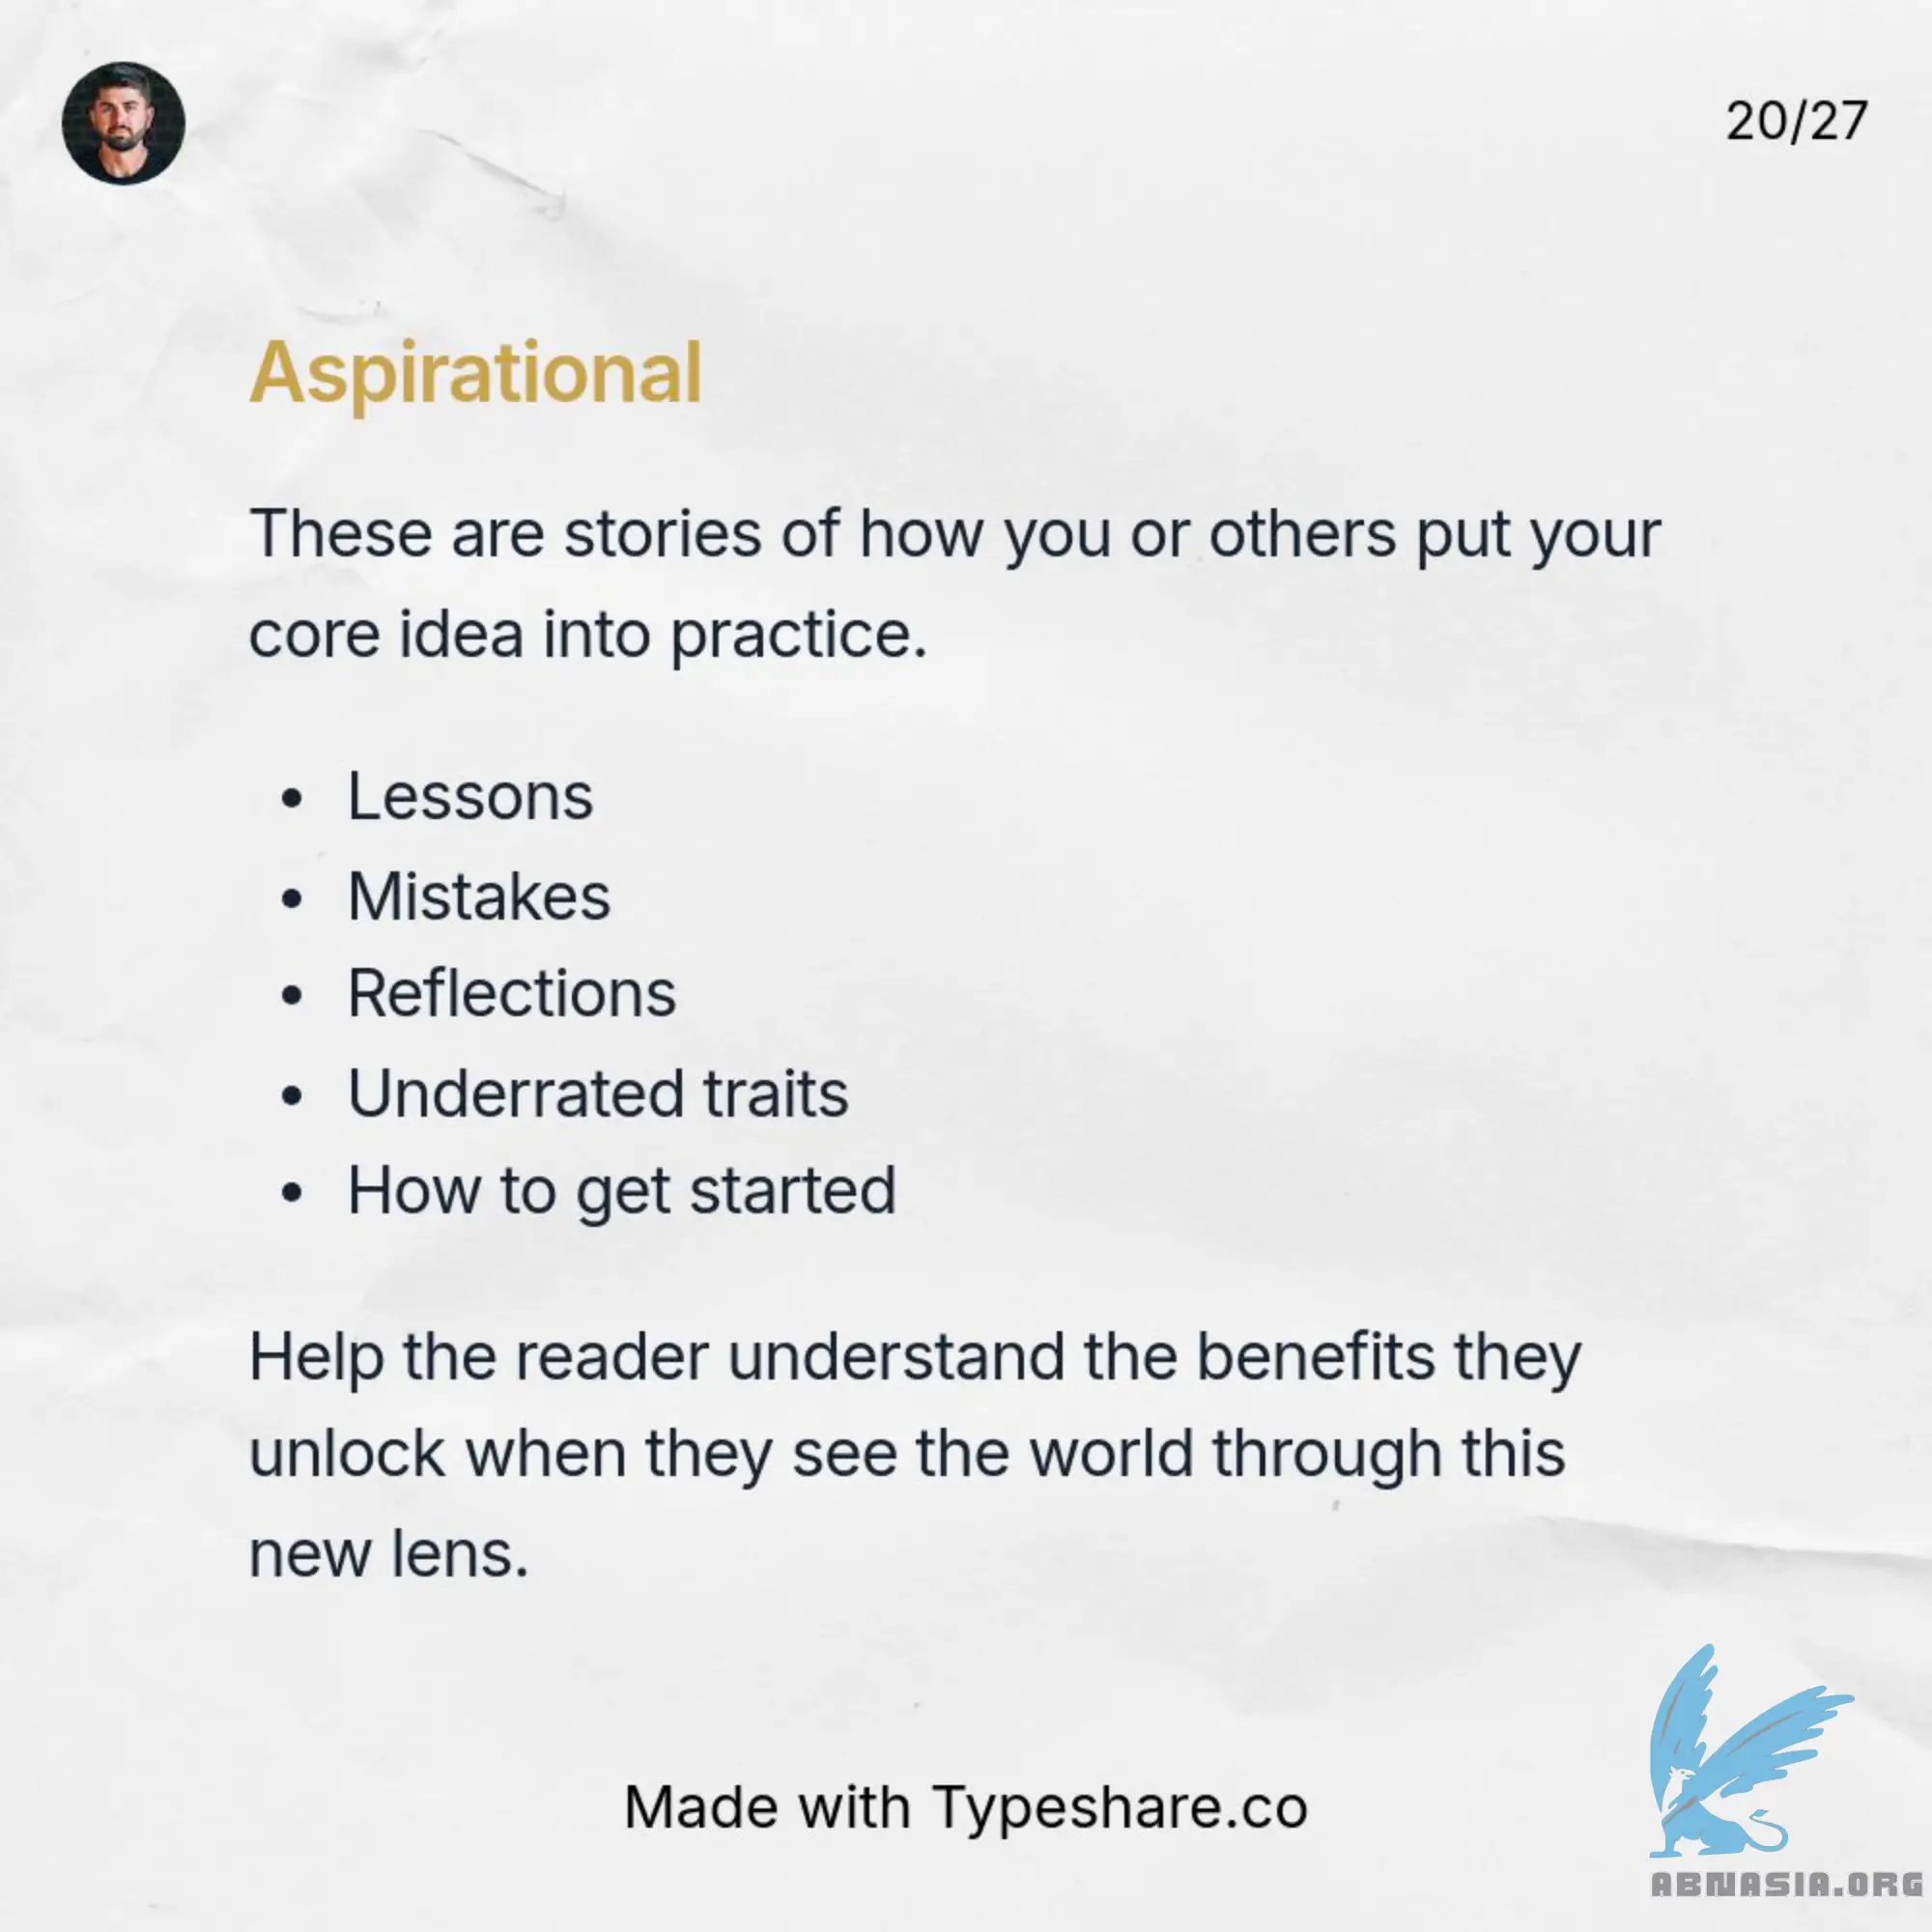 20/27
Aspirational
These are stories of how you or others put your
core idea into practice.
• Lessons
• Mistakes
• Reflections
• Underrated traits
• How to get started
Help the reader understand the benefits they
unlock when they see the world through this
new lens.
Made with Typeshare.co
ABNASIA.ORG